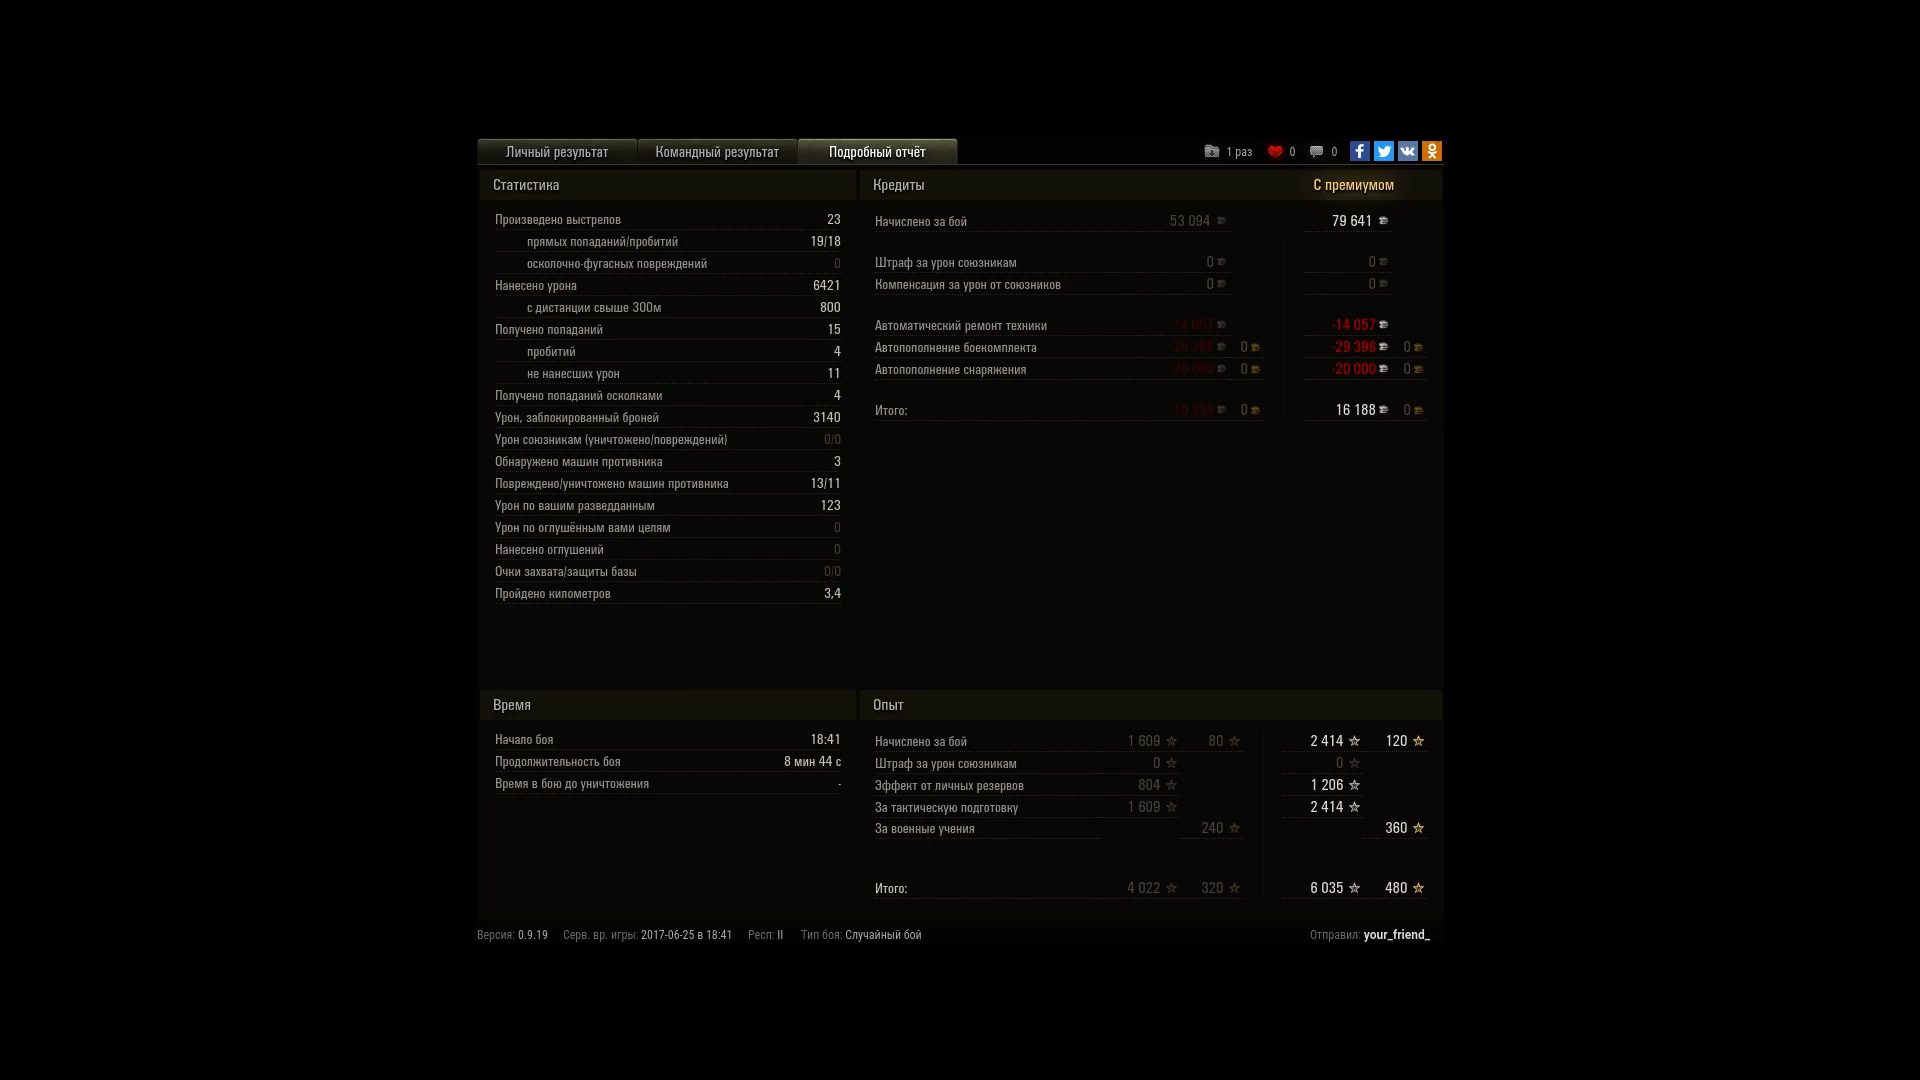 Личный результат Командный результат Подробный отчёт 1 раз 0 0
Статистика
Произведено выстрелов 23
прямых попаданий/пробитий 19/18
осколочно-фугасных повреждений 0
Нанесено урона 6421
с дистанции свыше 300м 800
Получено попаданий 15
пробитий 4
не нанесших урон 11
Получено попаданий осколками 4
Урон, заблокированный броней 3140
Урон союзникам (уничтожено/повреждений) 0/0
Обнаружено машин противника 3
Повреждено/уничтожено машин противника 13/11
Урон по вашим разведданным 123
Урон по оглушённым вами целям 0
Нанесено оглушений 0
Очки захвата/защиты базы 0/0
Пройдено километров 3,4
Кредиты С премиумом
Начислено за бой 53 094 79 641
Штраф за урон союзникам 0 0
Компенсация за урон от союзников 0 0
Автоматический ремонт техники -14 057 -14 057
Автопополнение боекомплекта -29 396 0 -29 396 0
Автопополнение снаряжения -20 000 0 -20 000 0
Итого: 0 16 188 0
Время
Начало боя 18:41
Продолжительность боя 8 мин 44 с
Время в бою до уничтожения -
Опыт
Начислено за бой 1 609 80 2 414 120
Штраф за урон союзникам 0 0
Эффект от личных резервов 804 1 206
За тактическую подготовку 1 609 2 414
За военные учения 240 360
Итого: 4 022 320 6 035 480
Версия: 0.9.19 Серв. вр. игры: 2017-06-25 в 18:41 Респ: II Тип боя: Случайный бой Отправил: your_friend_